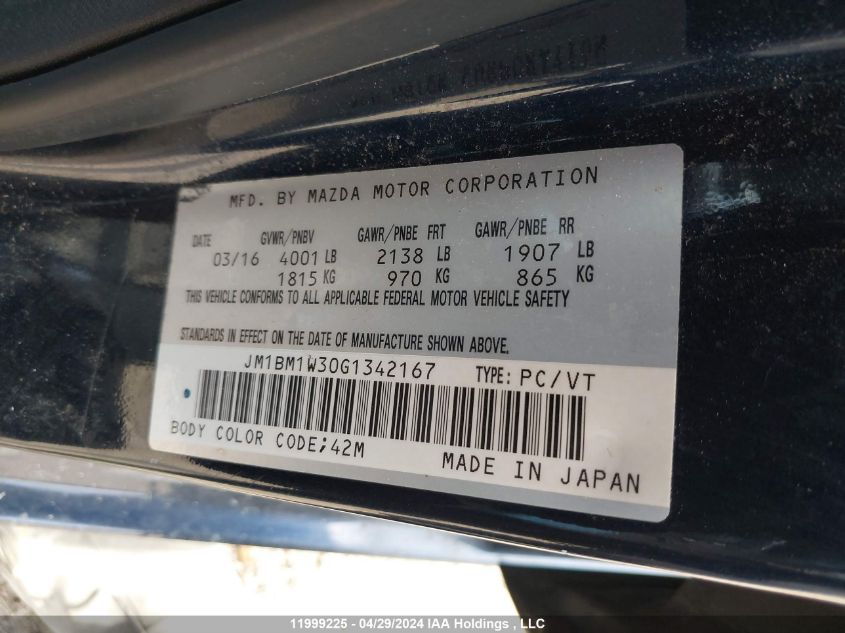 MFD. BY MAZDA MOTOR CORPORATION
DATE GVWR/PNBV GAWR/PNBE FRT GAWR/PNBE RR
03/16 4001 LB 2138 LB 1907 LB
1815 KG 970 KG 865 KG
THIS VEHICLE CONFORMS TO ALL APPLICABLE FEDERAL MOTOR VEHICLE SAFETY
STANDARDS IN EFFECT ON THE DATE OF MANUFACTURE SHOWN ABOVE.
JM1BM1W30G1342167 TYPE: PC/VT
BODY COLOR CODE;42M
MADE IN JAPAN
11999225 - 04/29/2024 IAA Holdings , LLC